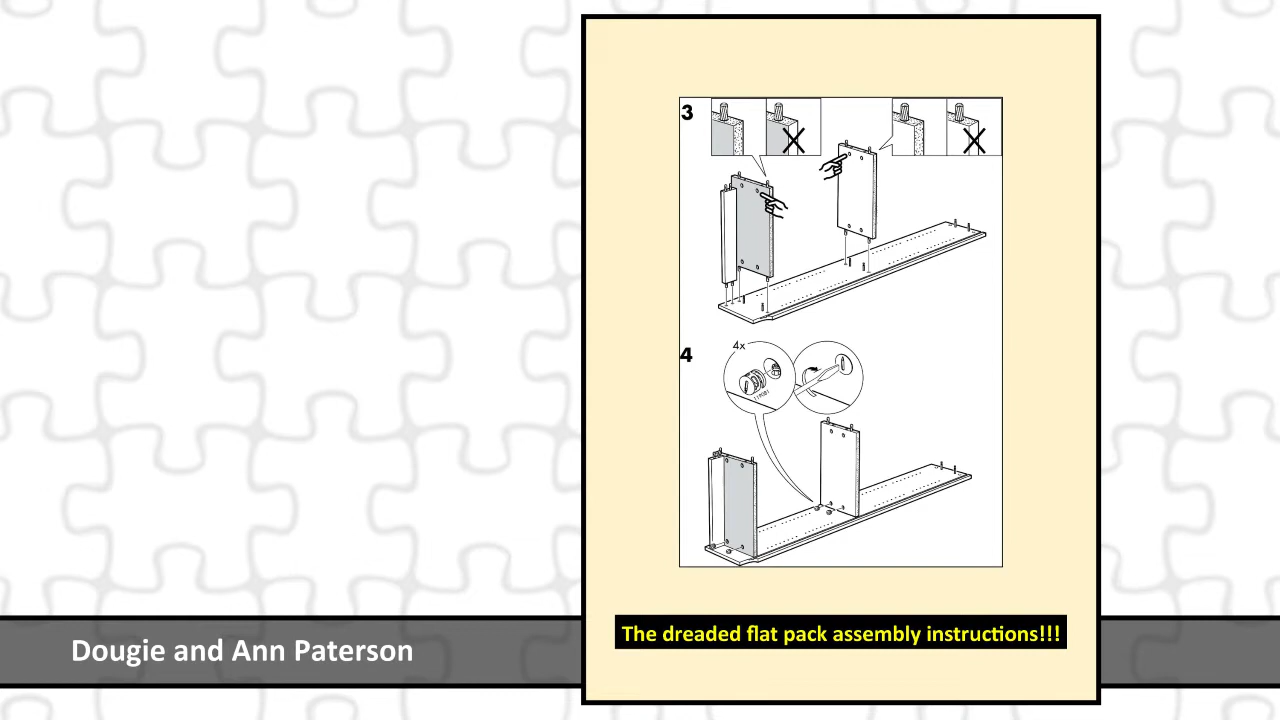 3
4
4x
Dougie and Ann Paterson
The dreaded flat pack assembly instructions!!!